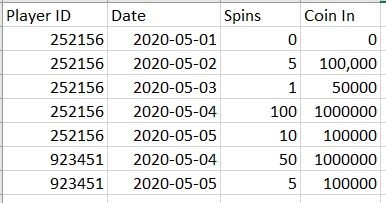 Player ID Date Spins Coin In
252156 2020-05-01 0 0
252156 2020-05-02 5 100,000
252156 2020-05-03 1 50000
252156 2020-05-04 100 1000000
252156 2020-05-05 10 100000
923451 2020-05-04 50 1000000
923451 2020-05-05 5 100000